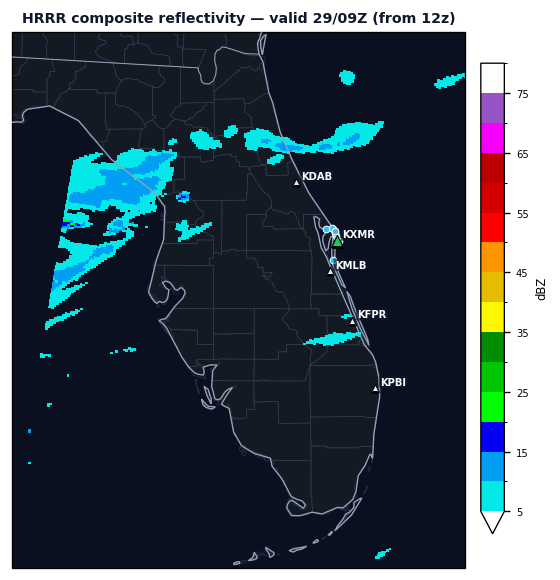 HRRR composite reflectivity — valid 29/09Z (from 12z)
KDAB
KXMR
KMLB
KFPR
KPBI
75
65
55
45
35
25
15
5
dBZ